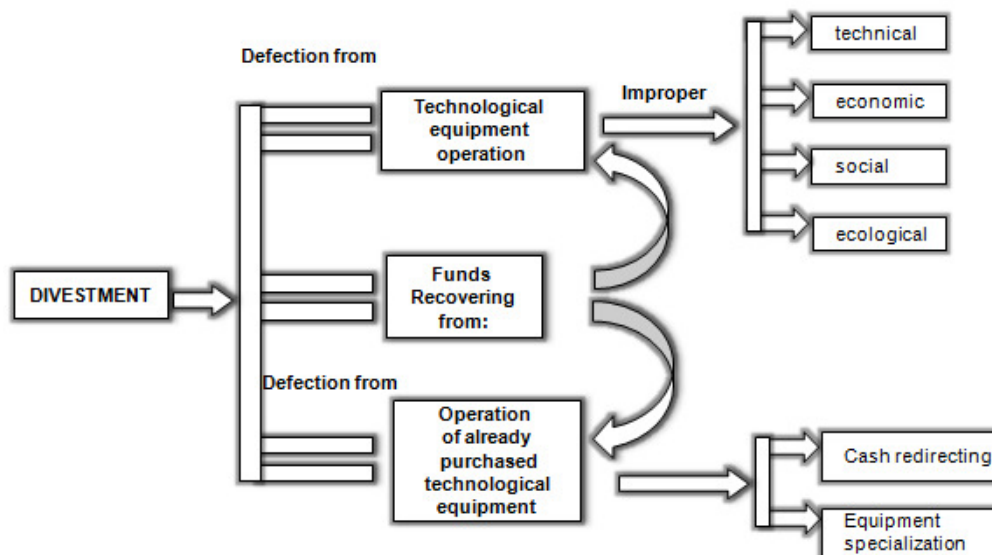 Defection from
Technological
equipment
operation
Improper
technical
economic
social
ecological
DIVESTMENT
Funds
Recovering
from:
Defection from
Operation
of already
purchased
technological
equipment
Cash redirecting
Equipment
specialization